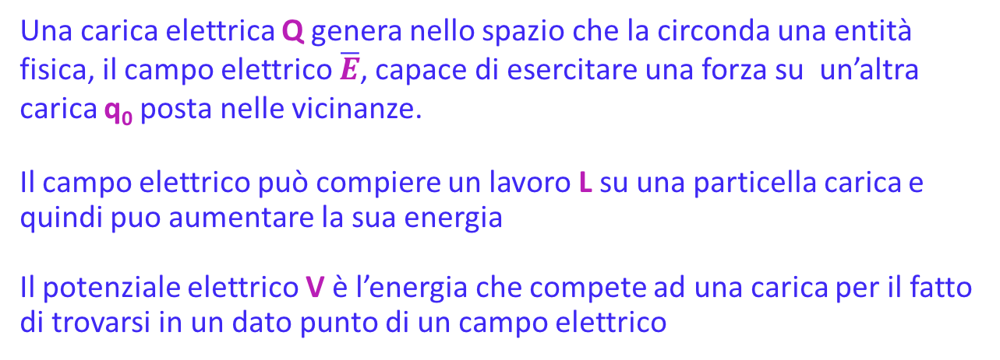 Una carica elettrica Q genera nello spazio che la circonda una entità
fisica, il campo elettrico E̅, capace di esercitare una forza su un’altra
carica q₀ posta nelle vicinanze.
Il campo elettrico può compiere un lavoro L su una particella carica e
quindi puo aumentare la sua energia
Il potenziale elettrico V è l’energia che compete ad una carica per il fatto
di trovarsi in un dato punto di un campo elettrico